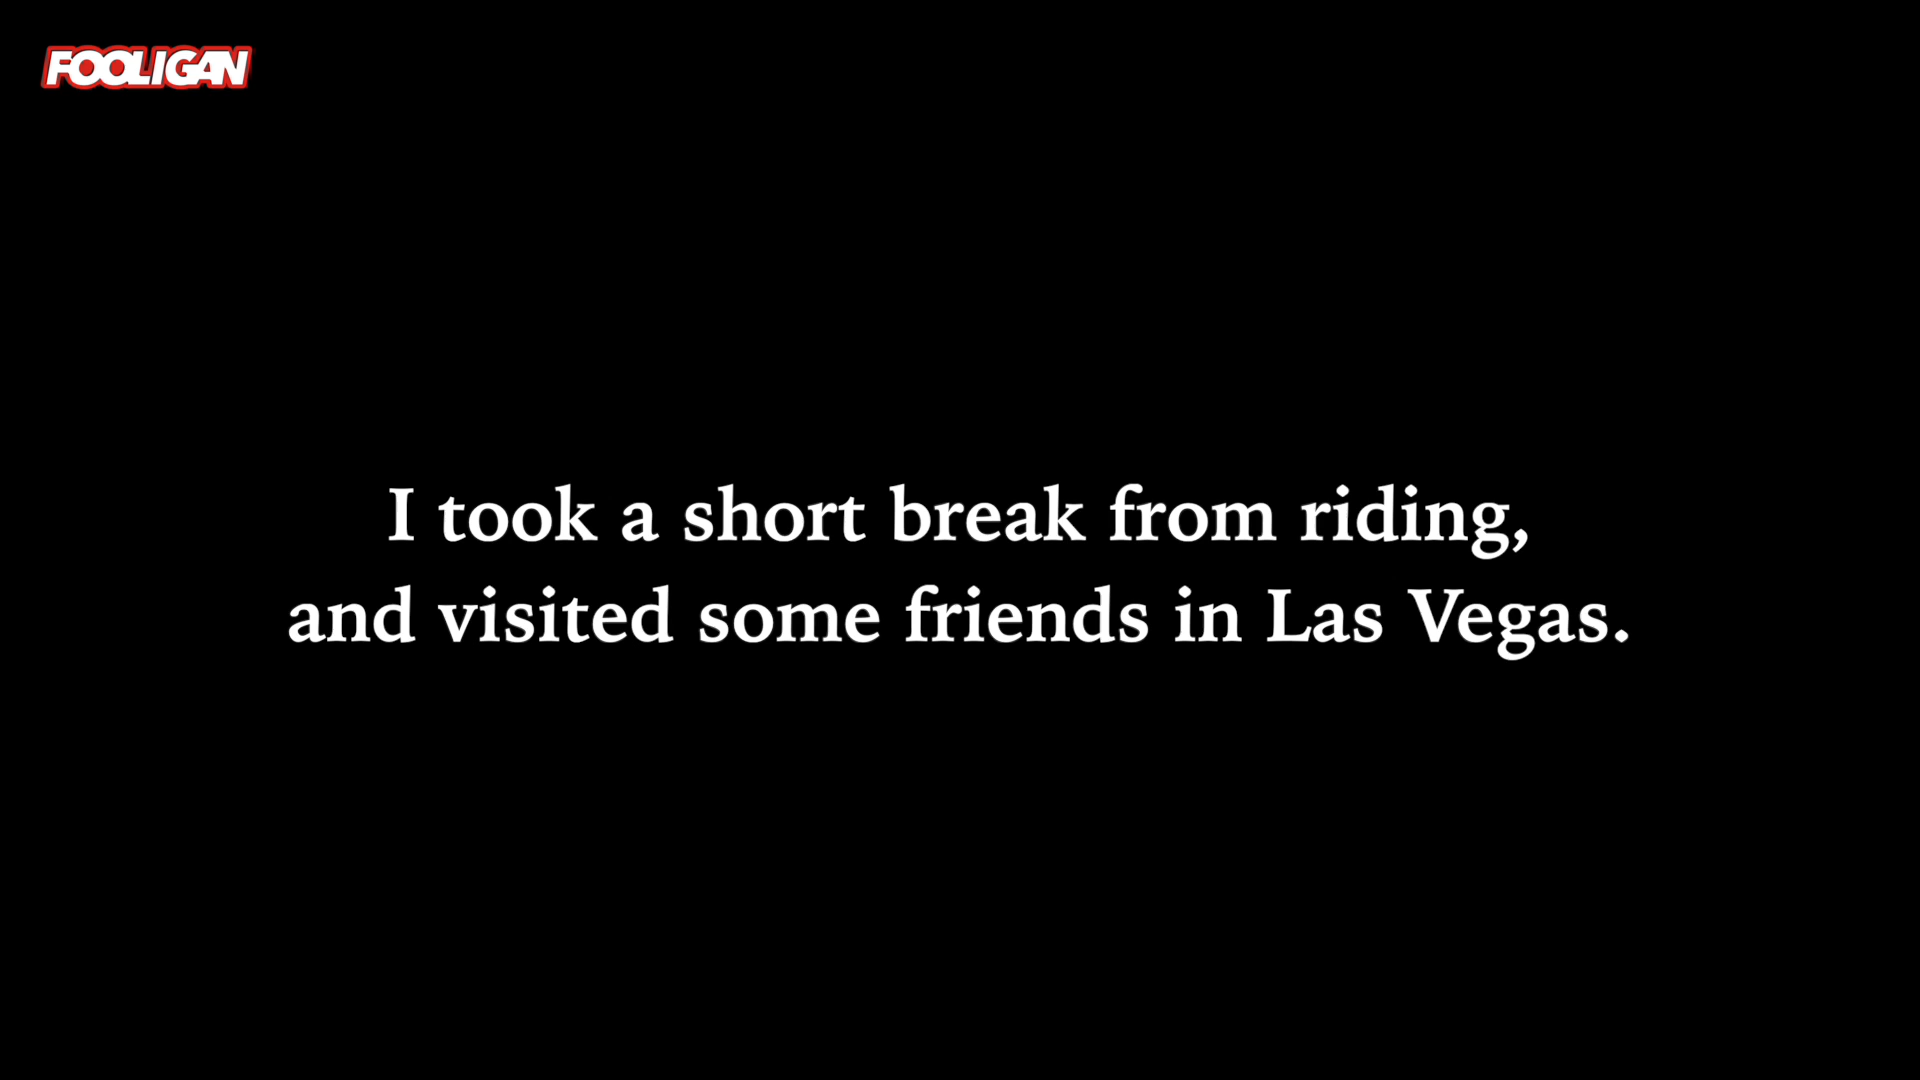 FOOLIGAN
I took a short break from riding,
and visited some friends in Las Vegas.